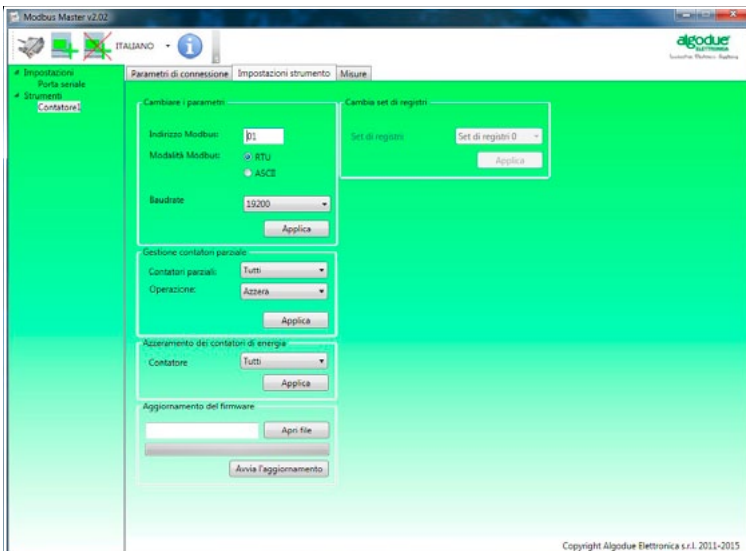 Modbus Master v2.02
ITALIANO
algodue
ELETTRONICA
Impostazioni
Porta seriale
Strumenti
Contatore1
Parametri di connessione
Impostazioni strumento
Misure
Cambiare i parametri
Indirizzo Modbus:
01
Modalità Modbus:
RTU
ASCII
Baudrate
19200
Applica
Cambia set di registri
Set di registri:
Set di registri 0
Applica
Gestione contatori parziale
Contatori parziali:
Tutti
Operazione:
Azzera
Applica
Azzeramento dei contatori di energia
Contatore
Tutti
Applica
Aggiornamento del firmware
Apri file
Avvia l'aggiornamento
Copyright Algodue Elettronica s.r.l. 2011-2015